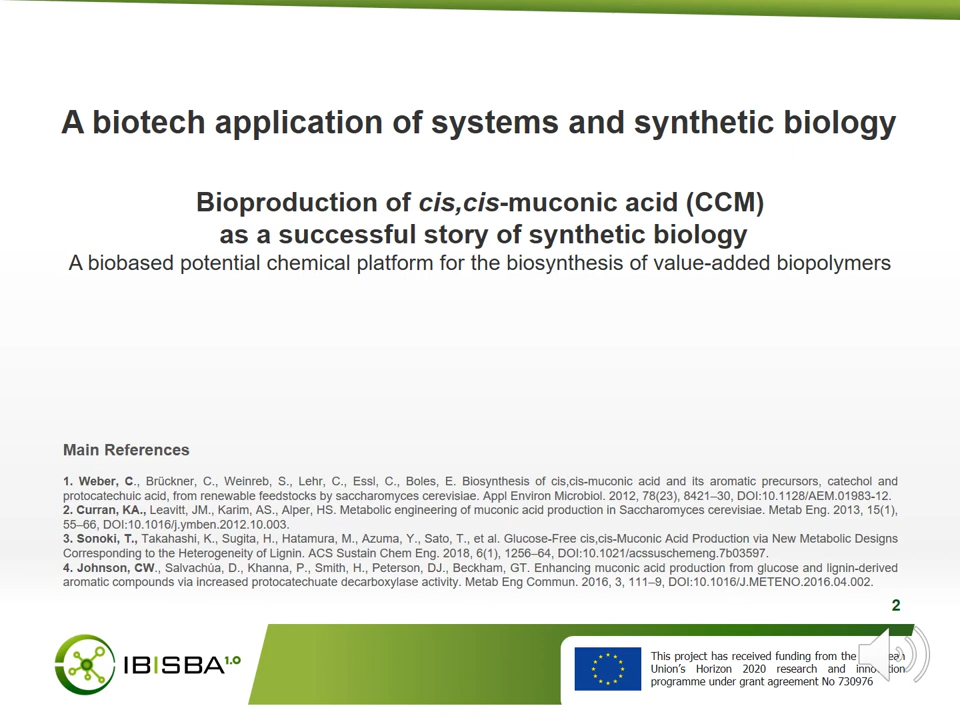 A biotech application of systems and synthetic biology
Bioproduction of cis,cis-muconic acid (CCM)
as a successful story of synthetic biology
A biobased potential chemical platform for the biosynthesis of value-added biopolymers
Main References
1. Weber, C., Brückner, C., Weinreb, S., Lehr, C., Essl, C., Boles, E. Biosynthesis of cis,cis-muconic acid and its aromatic precursors, catechol and
protocatechuic acid, from renewable feedstocks by saccharomyces cerevisiae. Appl Environ Microbiol. 2012, 78(23), 8421–30, DOI:10.1128/AEM.01983-12.
2. Curran, KA., Leavitt, JM., Karim, AS., Alper, HS. Metabolic engineering of muconic acid production in Saccharomyces cerevisiae. Metab Eng. 2013, 15(1),
55–66, DOI:10.1016/j.ymben.2012.10.003.
3. Sonoki, T., Takahashi, K., Sugita, H., Hatamura, M., Azuma, Y., Sato, T., et al. Glucose-Free cis,cis-Muconic Acid Production via New Metabolic Designs
Corresponding to the Heterogeneity of Lignin. ACS Sustain Chem Eng. 2018, 6(1), 1256–64, DOI:10.1021/acssuschemeng.7b03597.
4. Johnson, CW., Salvachúa, D., Khanna, P., Smith, H., Peterson, DJ., Beckham, GT. Enhancing muconic acid production from glucose and lignin-derived
aromatic compounds via increased protocatechuate decarboxylase activity. Metab Eng Commun. 2016, 3, 111–9, DOI:10.1016/J.METENO.2016.04.002.
2
IBISBA 1.0
This project has received funding from the
Union's Horizon 2020 research and
programme under grant agreement No 730976